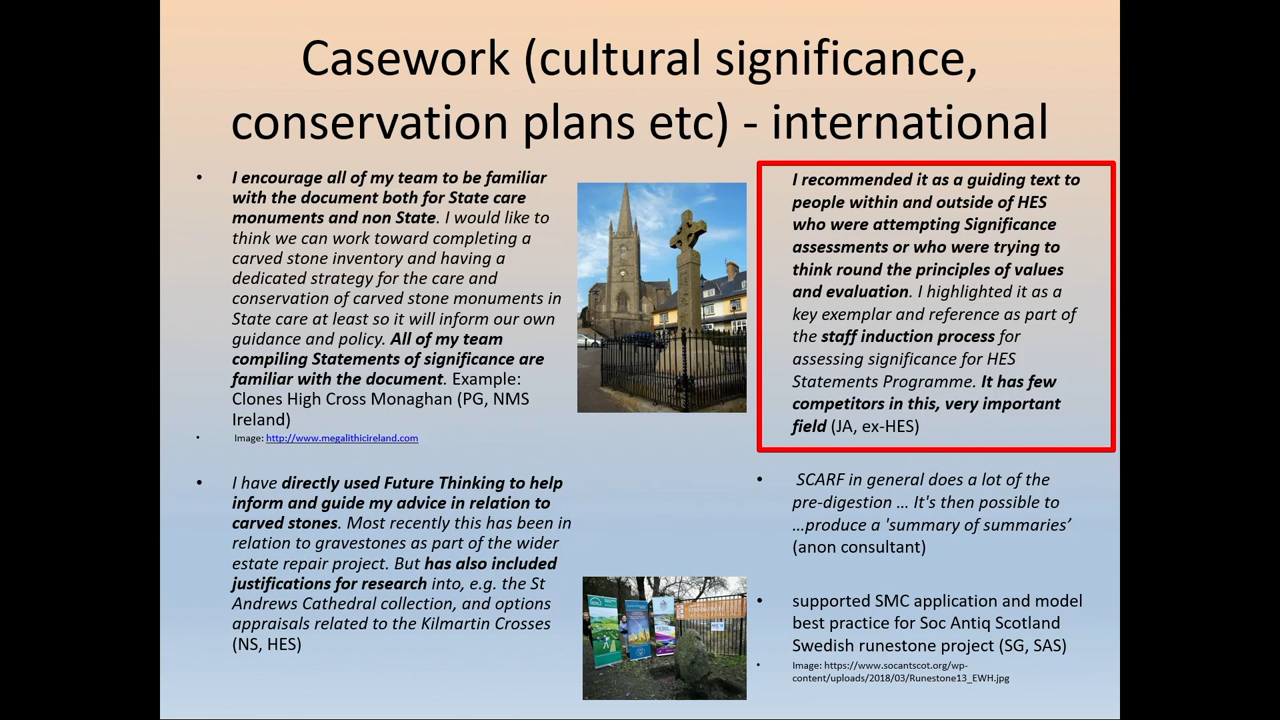 Casework (cultural significance,
conservation plans etc) - international
• I encourage all of my team to be familiar
with the document both for State care
monuments and non State. I would like to
think we can work toward completing a
carved stone inventory and having a
dedicated strategy for the care and
conservation of carved stone monuments in
State care at least so it will inform our own
guidance and policy. All of my team
compiling Statements of significance are
familiar with the document. Example:
Clones High Cross Monaghan (PG, NMS
Ireland)
• Image: http://www.megalithicireland.com
• I have directly used Future Thinking to help
inform and guide my advice in relation to
carved stones. Most recently this has been in
relation to gravestones as part of the wider
estate repair project. But has also included
justifications for research into, e.g. the St
Andrews Cathedral collection, and options
appraisals related to the Kilmartin Crosses
(NS, HES)
I recommended it as a guiding text to
people within and outside of HES
who were attempting Significance
assessments or who were trying to
think round the principles of values
and evaluation. I highlighted it as a
key exemplar and reference as part of
the staff induction process for
assessing significance for HES
Statements Programme. It has few
competitors in this, very important
field (JA, ex-HES)
• SCARF in general does a lot of the
pre-digestion … It's then possible to
…produce a 'summary of summaries’
(anon consultant)
• supported SMC application and model
best practice for Soc Antiq Scotland
Swedish runestone project (SG, SAS)
• Image: https://www.socantscot.org/wp-
content/uploads/2018/03/Runestone13_EWH.jpg